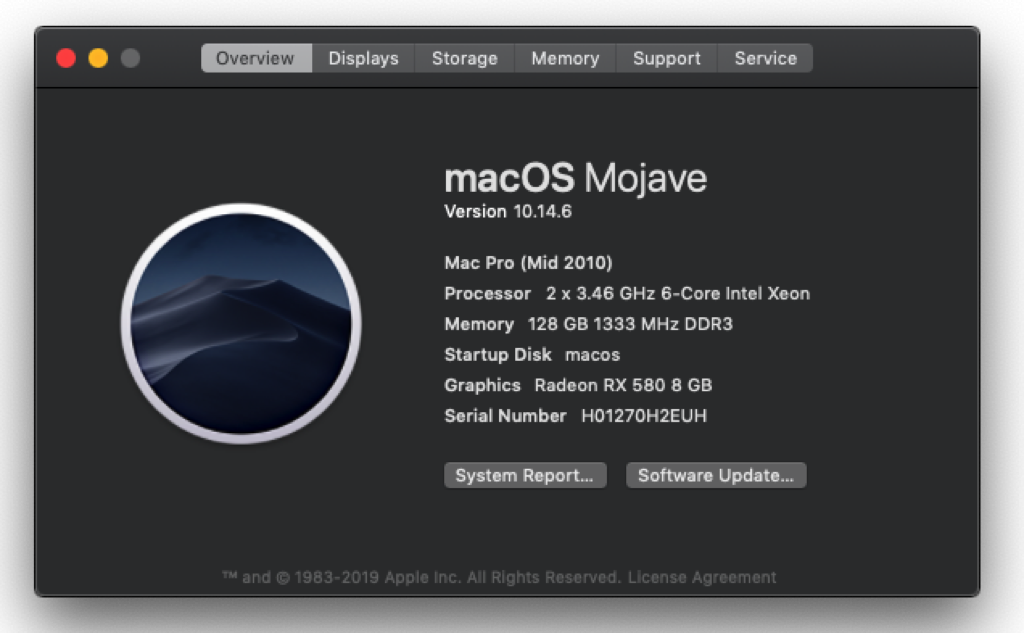 Overview Displays Storage Memory Support Service
macOS Mojave
Version 10.14.6
Mac Pro (Mid 2010)
Processor 2 x 3.46 GHz 6-Core Intel Xeon
Memory 128 GB 1333 MHz DDR3
Startup Disk macos
Graphics Radeon RX 580 8 GB
Serial Number H01270H2EUH
System Report... Software Update...
™ and © 1983-2019 Apple Inc. All Rights Reserved. License Agreement